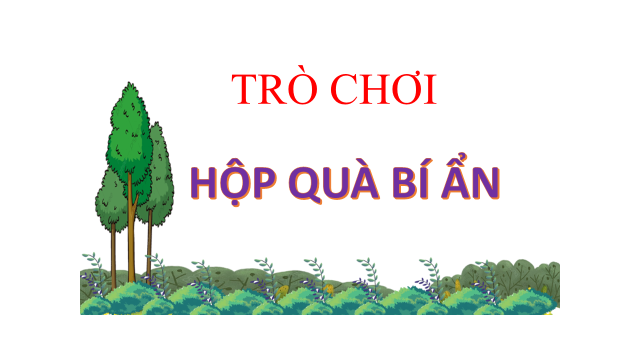 TRÒ CHƠI
HỘP QUÀ BÍ ẨN